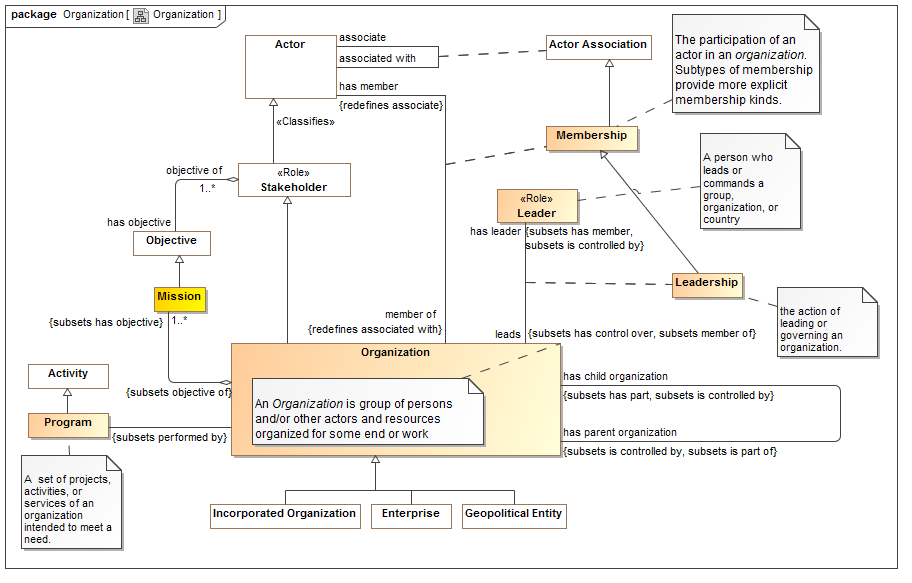 package Organization [ Organization ]
Actor
associate
associated with
has member
{redefines associate}
Actor Association
The participation of an
actor in an organization.
Subtypes of membership
provide more explicit
membership kinds.
«Classifies»
Membership
objective of
1..*
«Role»
Stakeholder
A person who
leads or
commands a
group,
organization, or
country
«Role»
Leader
has objective
Objective
has leader {subsets has member,
subsets is controlled by}
Leadership
Mission
{subsets has objective}
1..*
the action of
leading or
governing an
organization.
member of
{redefines associated with}
leads {subsets has control over, subsets member of}
Organization
Activity
{subsets objective of}
An Organization is group of persons
and/or other actors and resources
organized for some end or work
has child organization
{subsets has part, subsets is controlled by}
Program
{subsets performed by}
has parent organization
{subsets is controlled by, subsets is part of}
A set of projects,
activities, or
services of an
organization
intended to meet a
need.
Incorporated Organization
Enterprise
Geopolitical Entity